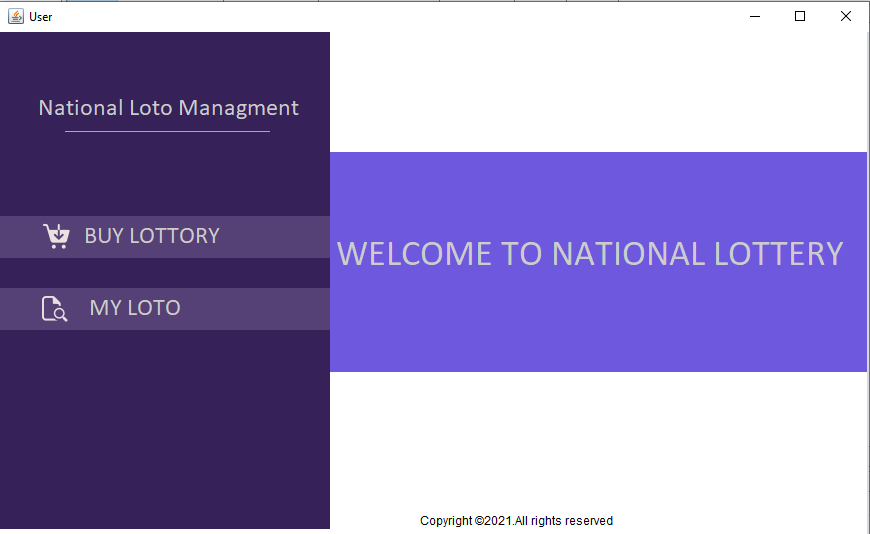 User
National Loto Managment
BUY LOTTORY
MY LOTO
WELCOME TO NATIONAL LOTTERY
Copyright ©2021.All rights reserved